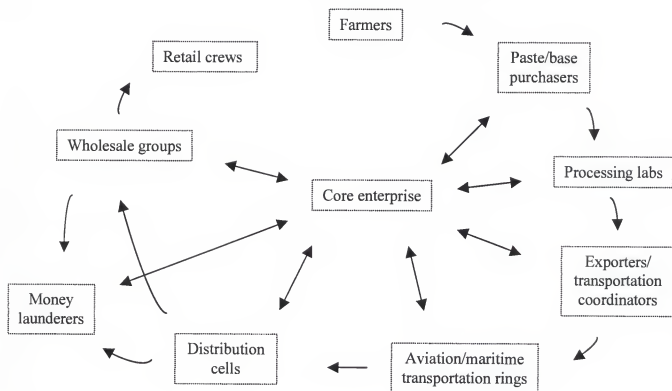 Farmers
Retail crews
Paste/base
purchasers
Wholesale groups
Processing labs
Core enterprise
Exporters/
transportation
coordinators
Money
launderers
Distribution
cells
Aviation/maritime
transportation rings